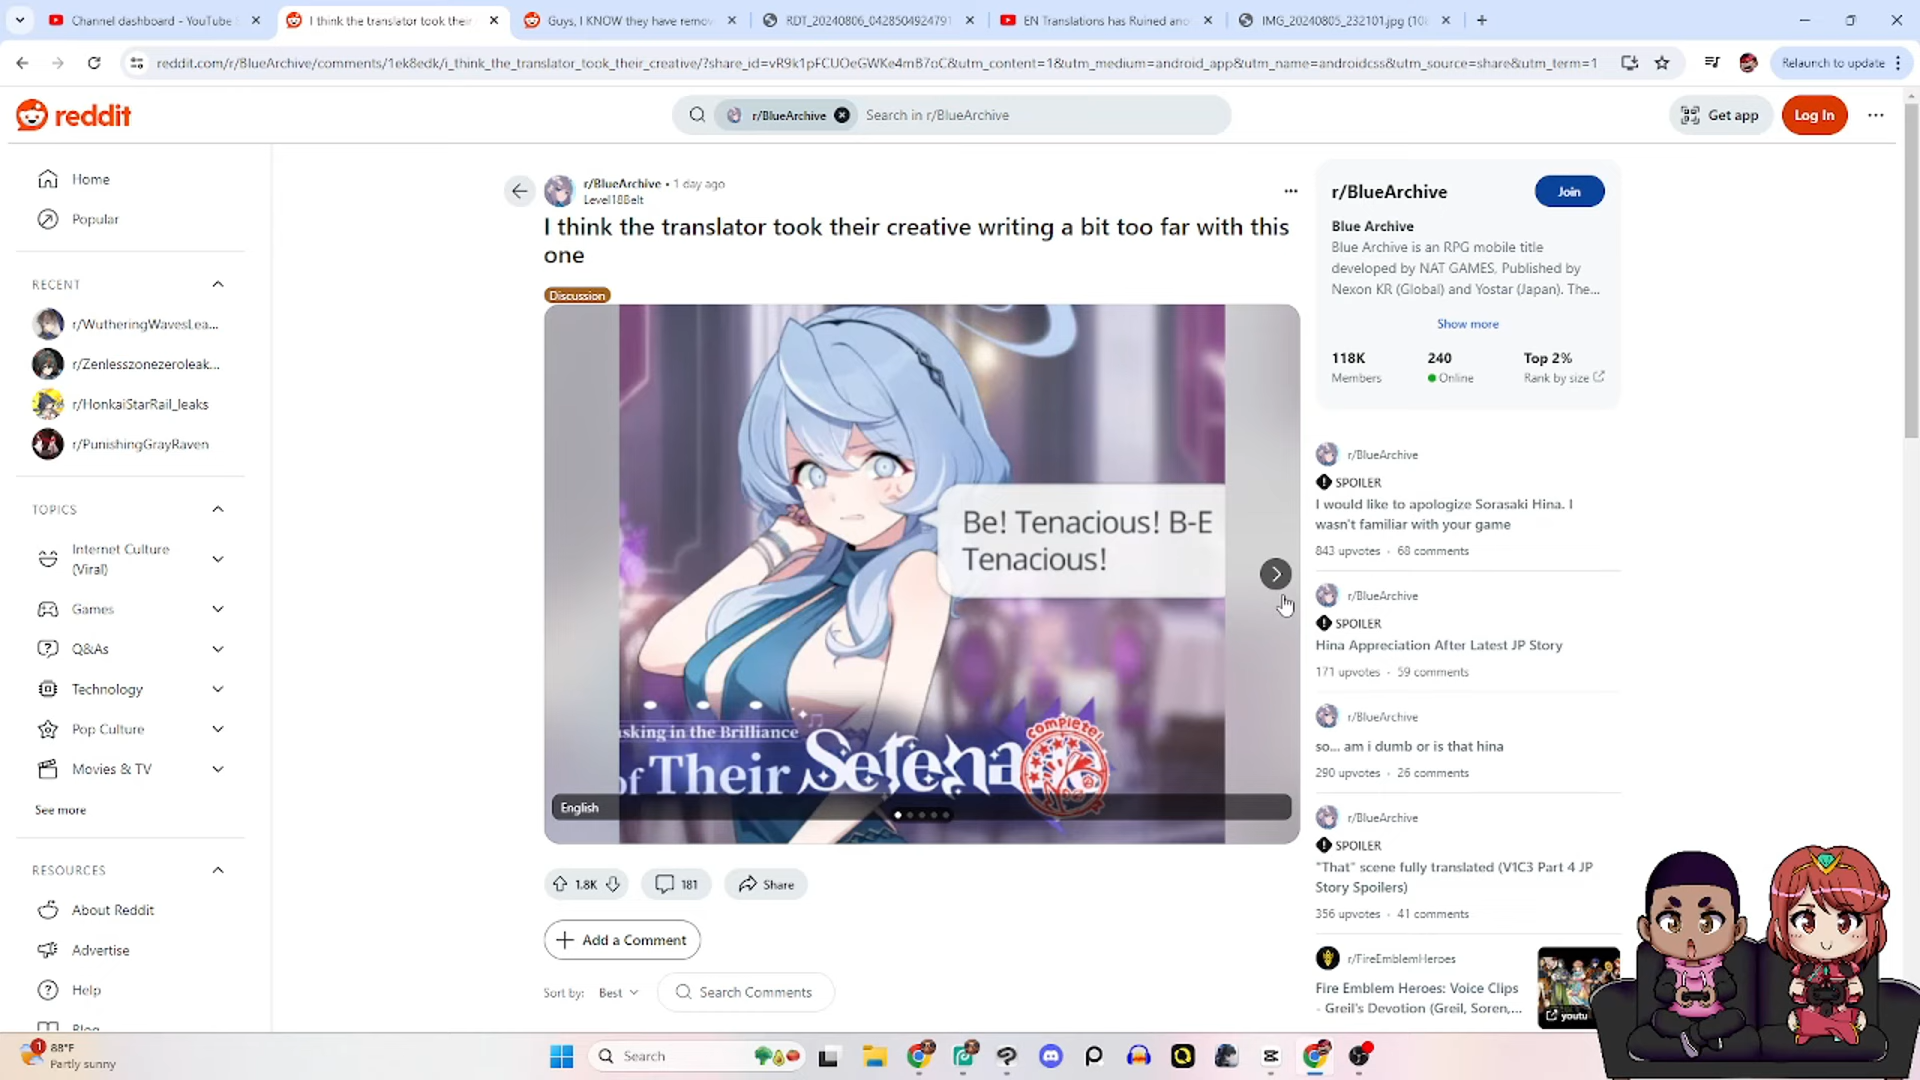 Channel dashboard - YouTube
I think the translator took their
Guys, I KNOW they have remov
RDT_20240806_0428504924791
EN Translations has Ruined ano
IMG_20240805_232101.jpg (10
reddit.com/r/BlueArchive/comments/1ek8edk/i_think_the_translator_took_their_creative/?share_id=vR9k1pFCUOeGWKe4mB7oC&utm_content=1&utm_medium=android_app&utm_name=androidcss&utm_source=share&utm_term=1
Relaunch to update
reddit
r/BlueArchive
Search in r/BlueArchive
Get app
Log In
Home
Popular
RECENT
r/WutheringWavesLea...
r/Zenlesszonezeroleak...
r/HonkaiStarRail_leaks
r/PunishingGrayRaven
TOPICS
Internet Culture
(Viral)
Games
Q&As
Technology
Pop Culture
Movies & TV
See more
RESOURCES
About Reddit
Advertise
Help
Blog
r/BlueArchive • 1 day ago
Level18Belt
I think the translator took their creative writing a bit too far with this
one
Discussion
Be! Tenacious! B-E
Tenacious!
asking in the Brilliance
of Their Serena
Complete!
English
1.8K
181
Share
Add a Comment
Sort by: Best
Search Comments
r/BlueArchive
Join
Blue Archive
Blue Archive is an RPG mobile title
developed by NAT GAMES, Published by
Nexon KR (Global) and Yostar (Japan). The...
Show more
118K
Members
240
Online
Top 2%
Rank by size
r/BlueArchive
SPOILER
I would like to apologize Sorasaki Hina. I
wasn't familiar with your game
843 upvotes · 68 comments
r/BlueArchive
SPOILER
Hina Appreciation After Latest JP Story
171 upvotes · 59 comments
r/BlueArchive
so... am i dumb or is that hina
290 upvotes · 26 comments
r/BlueArchive
SPOILER
"That" scene fully translated (V1C3 Part 4 JP
Story Spoilers)
356 upvotes · 41 comments
r/FireEmblemHeroes
Fire Emblem Heroes: Voice Clips
- Greil's Devotion (Greil, Soren,...
youtu
1
88°F
Partly sunny
Search